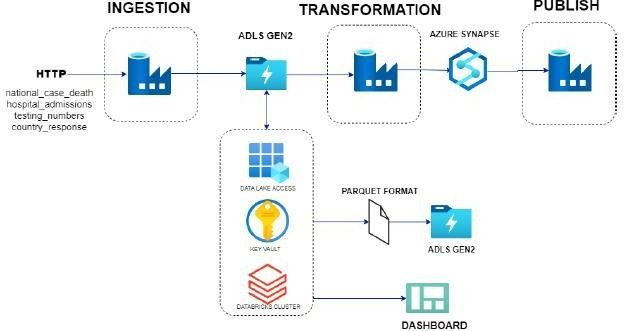 INGESTION
TRANSFORMATION
PUBLISH
ADLS GEN2
AZURE SYNAPSE
HTTP
national_case_death
hospital_admissions
testing_numbers
country_response
DATA LAKE ACCESS
PARQUET FORMAT
KEY VAULT
ADLS GEN2
DATABRICKS CLUSTER
DASHBOARD